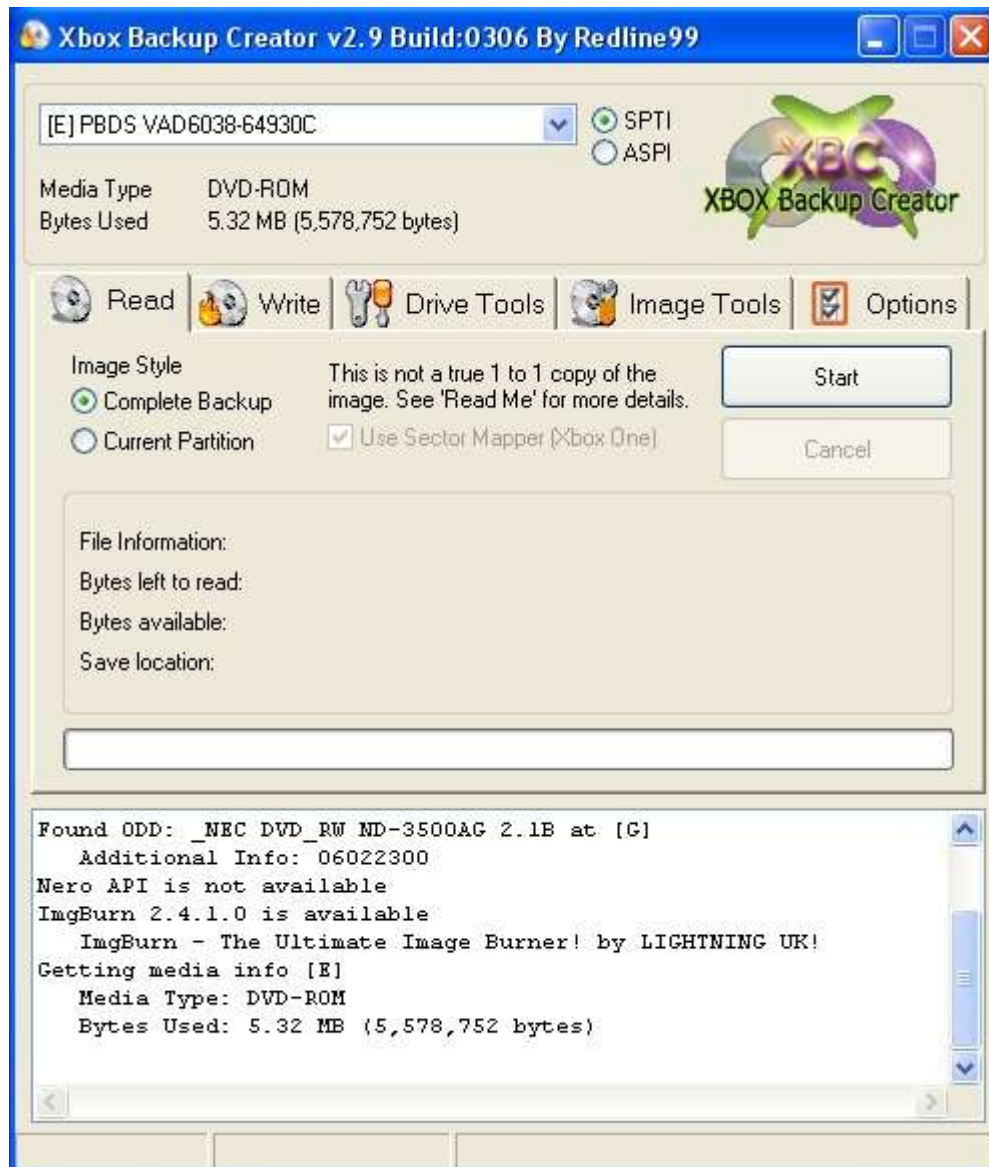 Xbox Backup Creator v2.9 Build:0306 By Redline99
[E] PBDS VAD6038-64930C
SPTI
ASPI
Media Type DVD-ROM
Bytes Used 5.32 MB (5,578,752 bytes)
XBC
XBOX Backup Creator
Read Write Drive Tools Image Tools Options
Image Style
Complete Backup
Current Partition
This is not a true 1 to 1 copy of the
image. See 'Read Me' for more details.
Use Sector Mapper (Xbox One)
Start
Cancel
File Information:
Bytes left to read:
Bytes available:
Save location:
Found ODD: _NEC DVD_RW ND-3500AG 2.1B at [G]
Additional Info: 06022300
Nero API is not available
ImgBurn 2.4.1.0 is available
ImgBurn - The Ultimate Image Burner! by LIGHTNING UK!
Getting media info [E]
Media Type: DVD-ROM
Bytes Used: 5.32 MB (5,578,752 bytes)